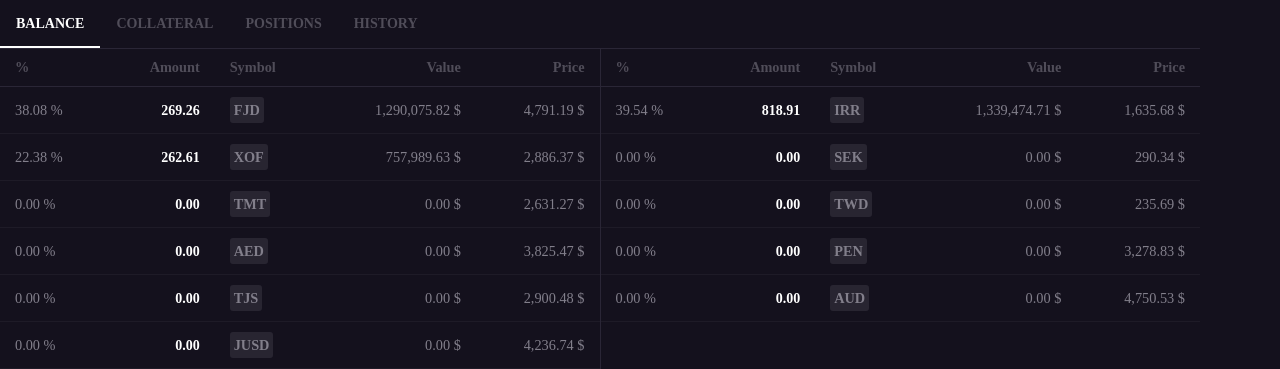 BALANCE COLLATERAL POSITIONS HISTORY
% Amount Symbol Value Price % Amount Symbol Value Price
38.08 % 269.26 FJD 1,290,075.82 $ 4,791.19 $ 39.54 % 818.91 IRR 1,339,474.71 $ 1,635.68 $
22.38 % 262.61 XOF 757,989.63 $ 2,886.37 $ 0.00 % 0.00 SEK 0.00 $ 290.34 $
0.00 % 0.00 TMT 0.00 $ 2,631.27 $ 0.00 % 0.00 TWD 0.00 $ 235.69 $
0.00 % 0.00 AED 0.00 $ 3,825.47 $ 0.00 % 0.00 PEN 0.00 $ 3,278.83 $
0.00 % 0.00 TJS 0.00 $ 2,900.48 $ 0.00 % 0.00 AUD 0.00 $ 4,750.53 $
0.00 % 0.00 JUSD 0.00 $ 4,236.74 $